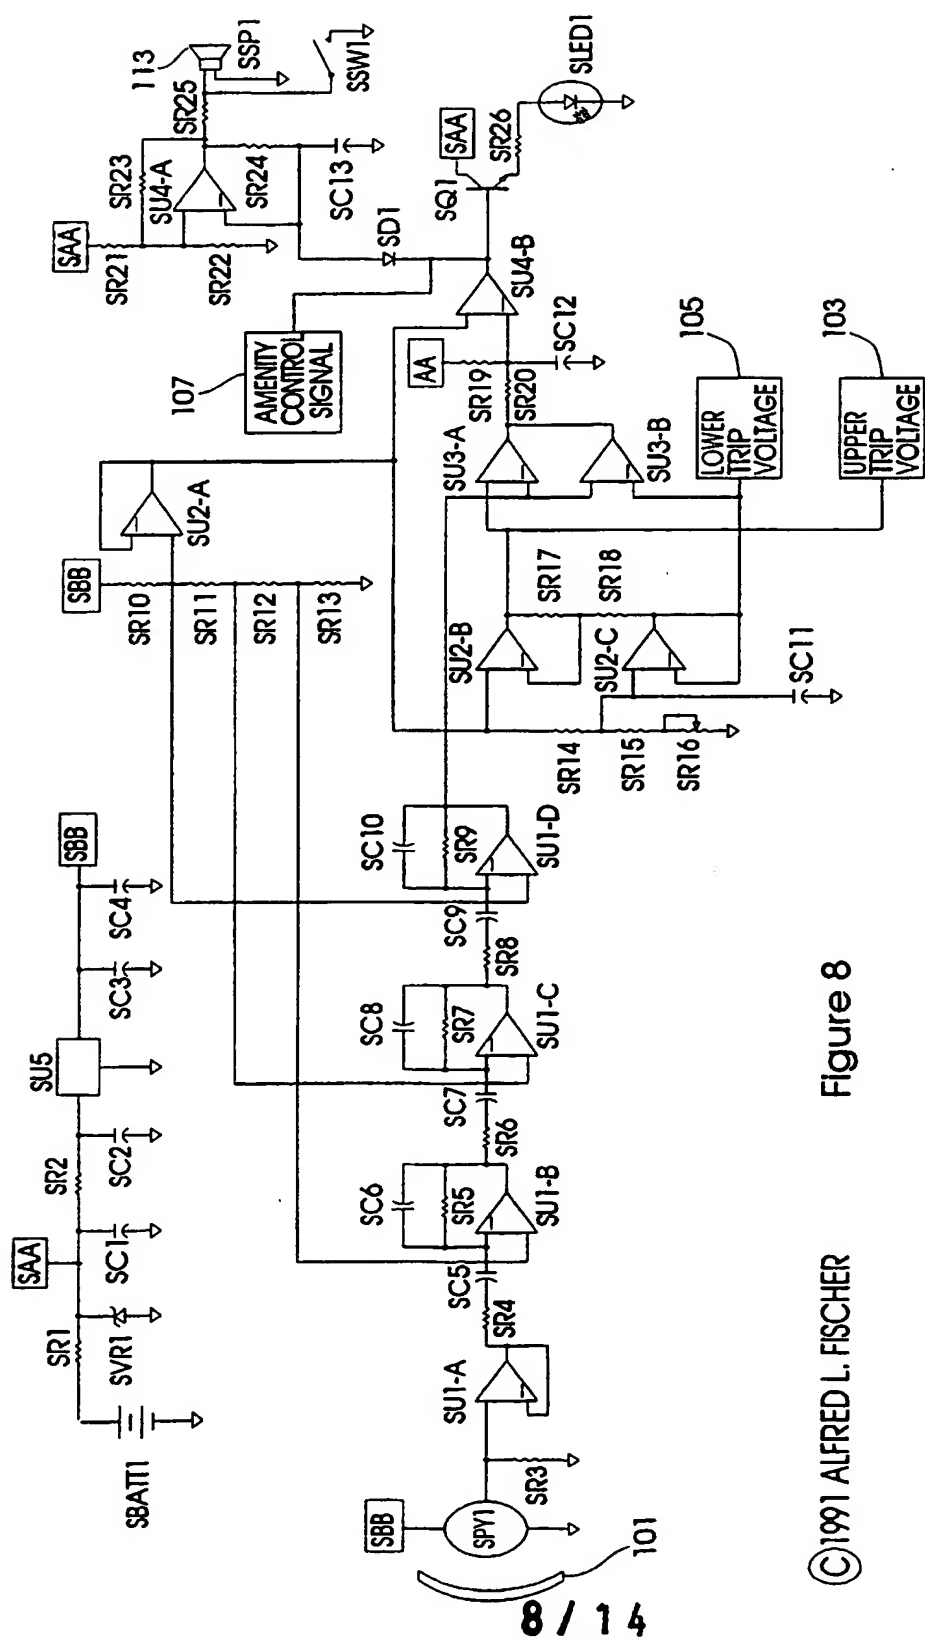 SBATT1
SR1
SVR1
SAA
SC1
SR2
SC2
SU5
SC3
SC4
SBB
SBB
SR10
SR11
SR12
SR13
SU2-A
107
AMENITY
CONTROL
SIGNAL
SAA
SR21
SR22
SR23
SU4-A
SR24
SC13
SR25
113
SSP1
SSW1
SD1
SU4-B
SQ1
SAA
SR26
SLED1
101
SBB
SPY1
SR3
SU1-A
SR4
SC5
SC6
SR5
SU1-B
SR6
SC7
SC8
SR7
SU1-C
SR8
SC9
SC10
SR9
SU1-D
SR14
SR15
SR16
SC11
SU2-B
SU2-C
SR17
SR18
SU3-A
SU3-B
AA
SR19
SR20
SC12
LOWER
TRIP
VOLTAGE
105
UPPER
TRIP
VOLTAGE
103
Figure 8
©1991 ALFRED L. FISCHER
8/14